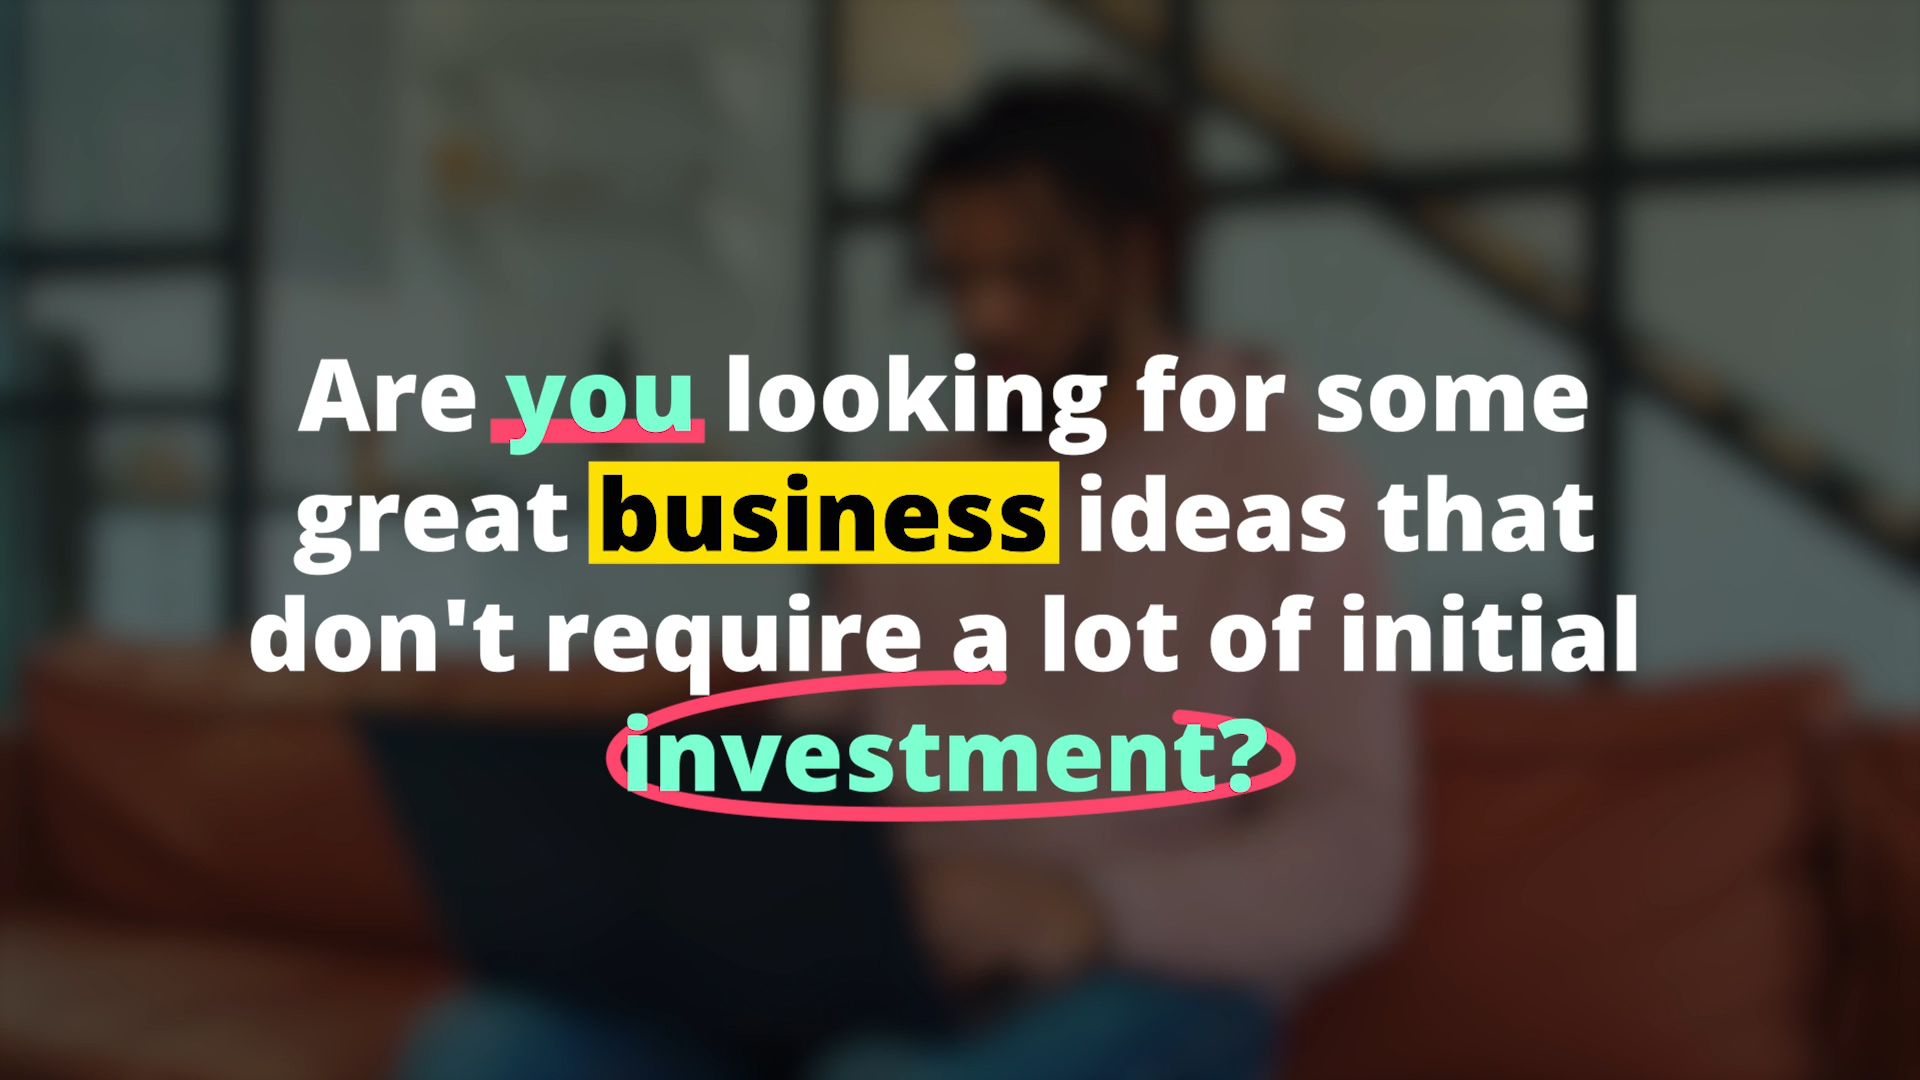 Are you looking for some
great business ideas that
don't require a lot of initial
investment?